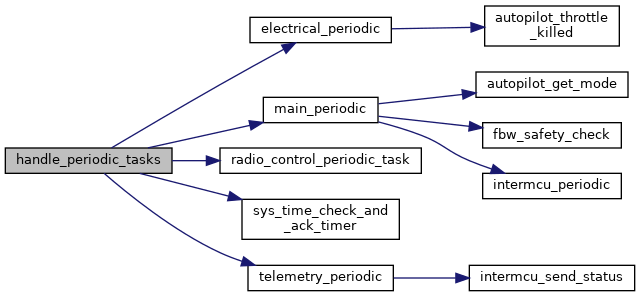 handle_periodic_tasks
electrical_periodic
autopilot_throttle
_killed
main_periodic
autopilot_get_mode
fbw_safety_check
intermcu_periodic
radio_control_periodic_task
sys_time_check_and
_ack_timer
telemetry_periodic
intermcu_send_status